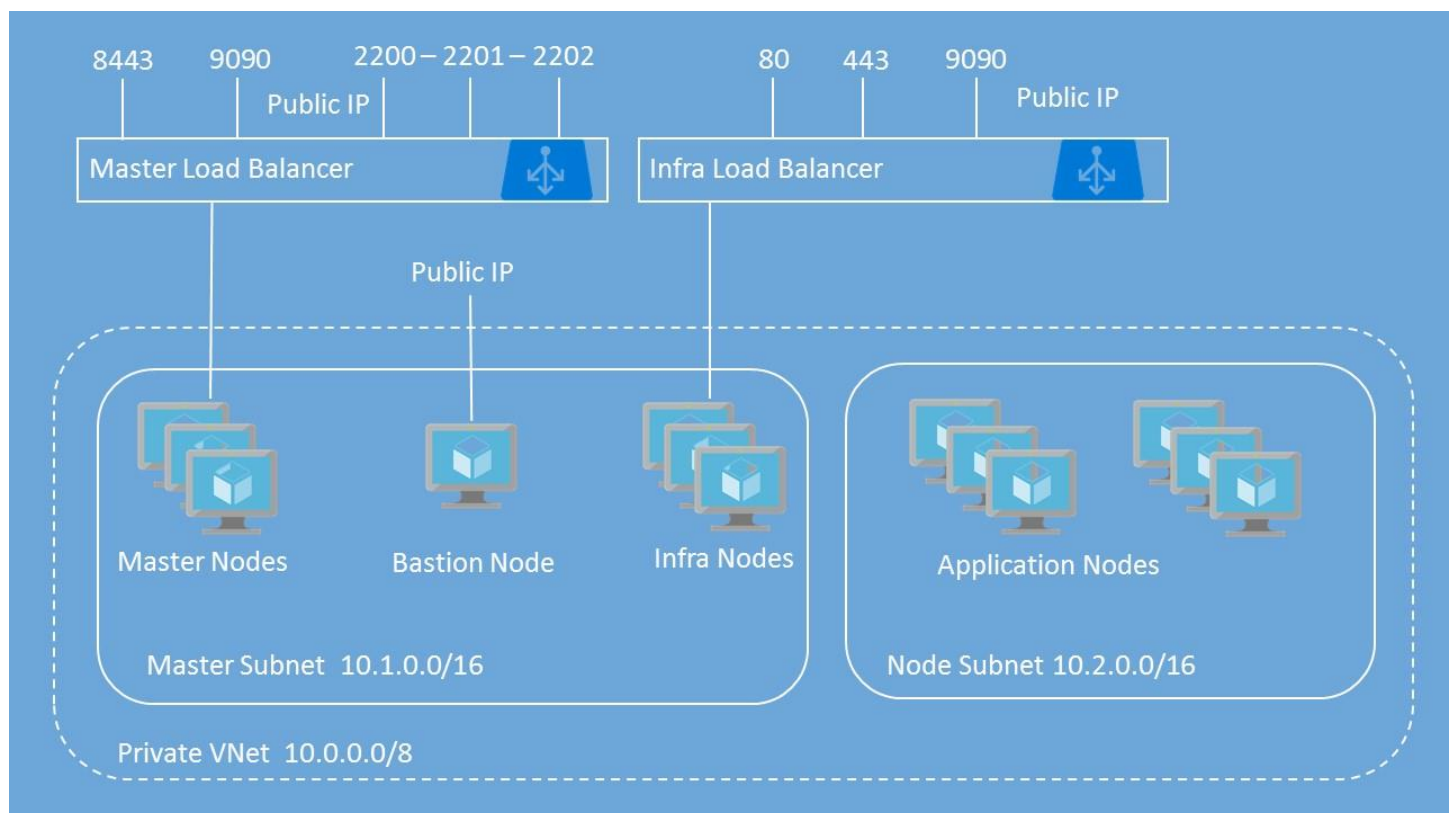 8443
9090
2200 – 2201 – 2202
Public IP
80
443
9090
Public IP
Master Load Balancer
Infra Load Balancer
Public IP
Master Nodes
Bastion Node
Infra Nodes
Application Nodes
Master Subnet 10.1.0.0/16
Node Subnet 10.2.0.0/16
Private VNet 10.0.0.0/8